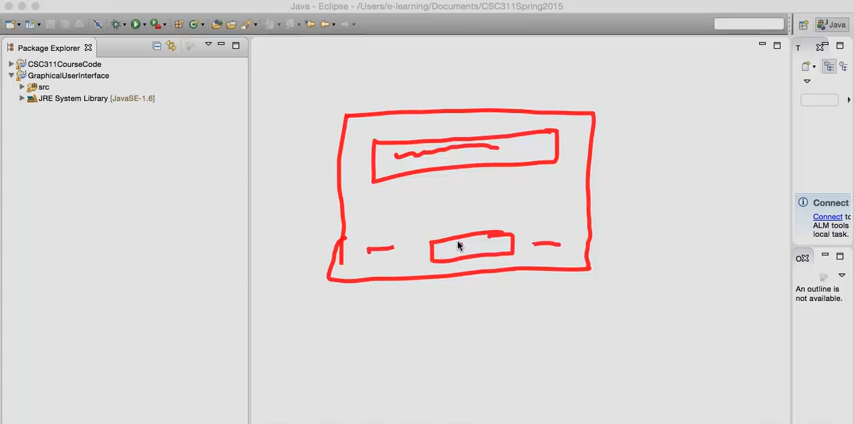 Java - Eclipse - /Users/e-learning/Documents/CSC311Spring2015
Java
Package Explorer
CSC311CourseCode
GraphicalUserInterface
src
JRE System Library [JavaSE-1.6]
T
Connect
Connect to
ALM tools
local task.
O
An outline is
not available.